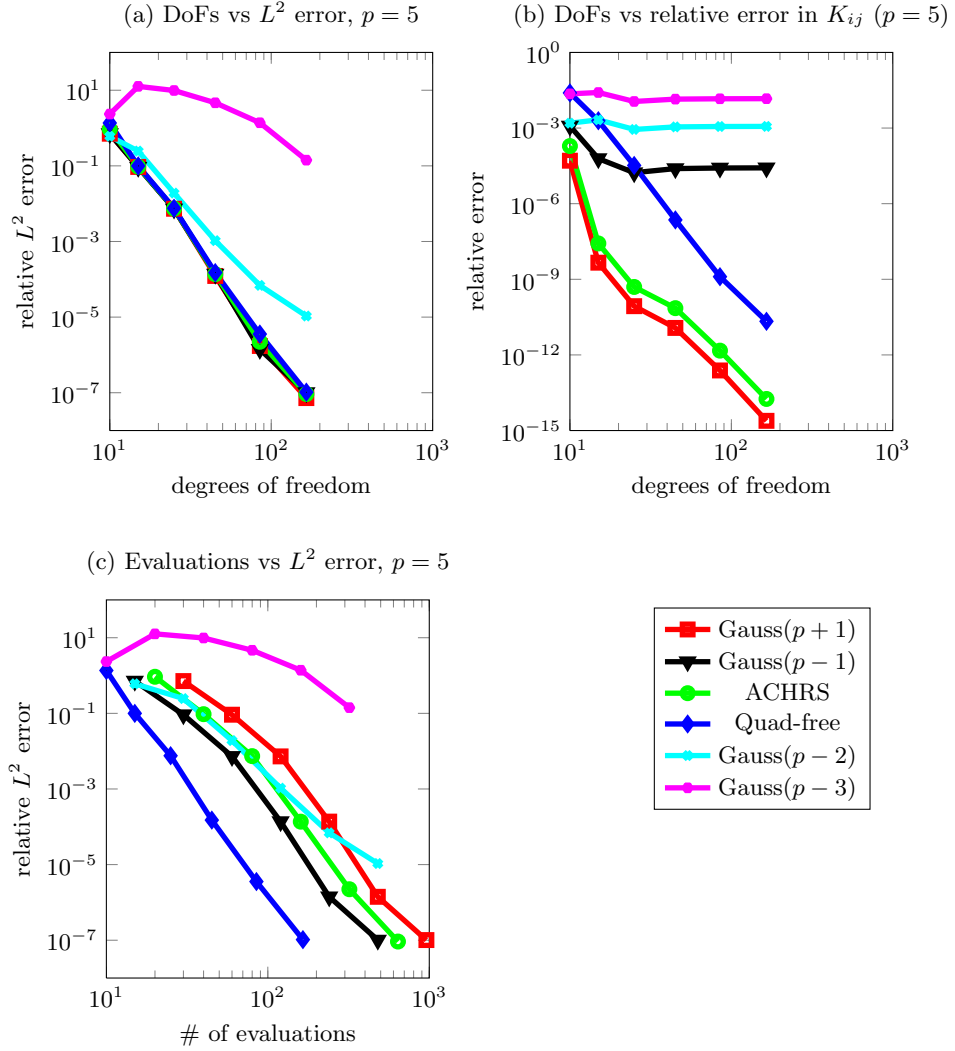 (a) DoFs vs L² error, p = 5
10¹
10⁻¹
10⁻³
10⁻⁵
10⁻⁷
relative L² error
10¹ 10² 10³
degrees of freedom
(b) DoFs vs relative error in Kᵢⱼ (p = 5)
10⁰
10⁻³
10⁻⁶
10⁻⁹
10⁻¹²
10⁻¹⁵
relative error
10¹ 10² 10³
degrees of freedom
(c) Evaluations vs L² error, p = 5
10¹
10⁻¹
10⁻³
10⁻⁵
10⁻⁷
relative L² error
10¹ 10² 10³
# of evaluations
Gauss(p + 1)
Gauss(p − 1)
ACHRS
Quad-free
Gauss(p − 2)
Gauss(p − 3)